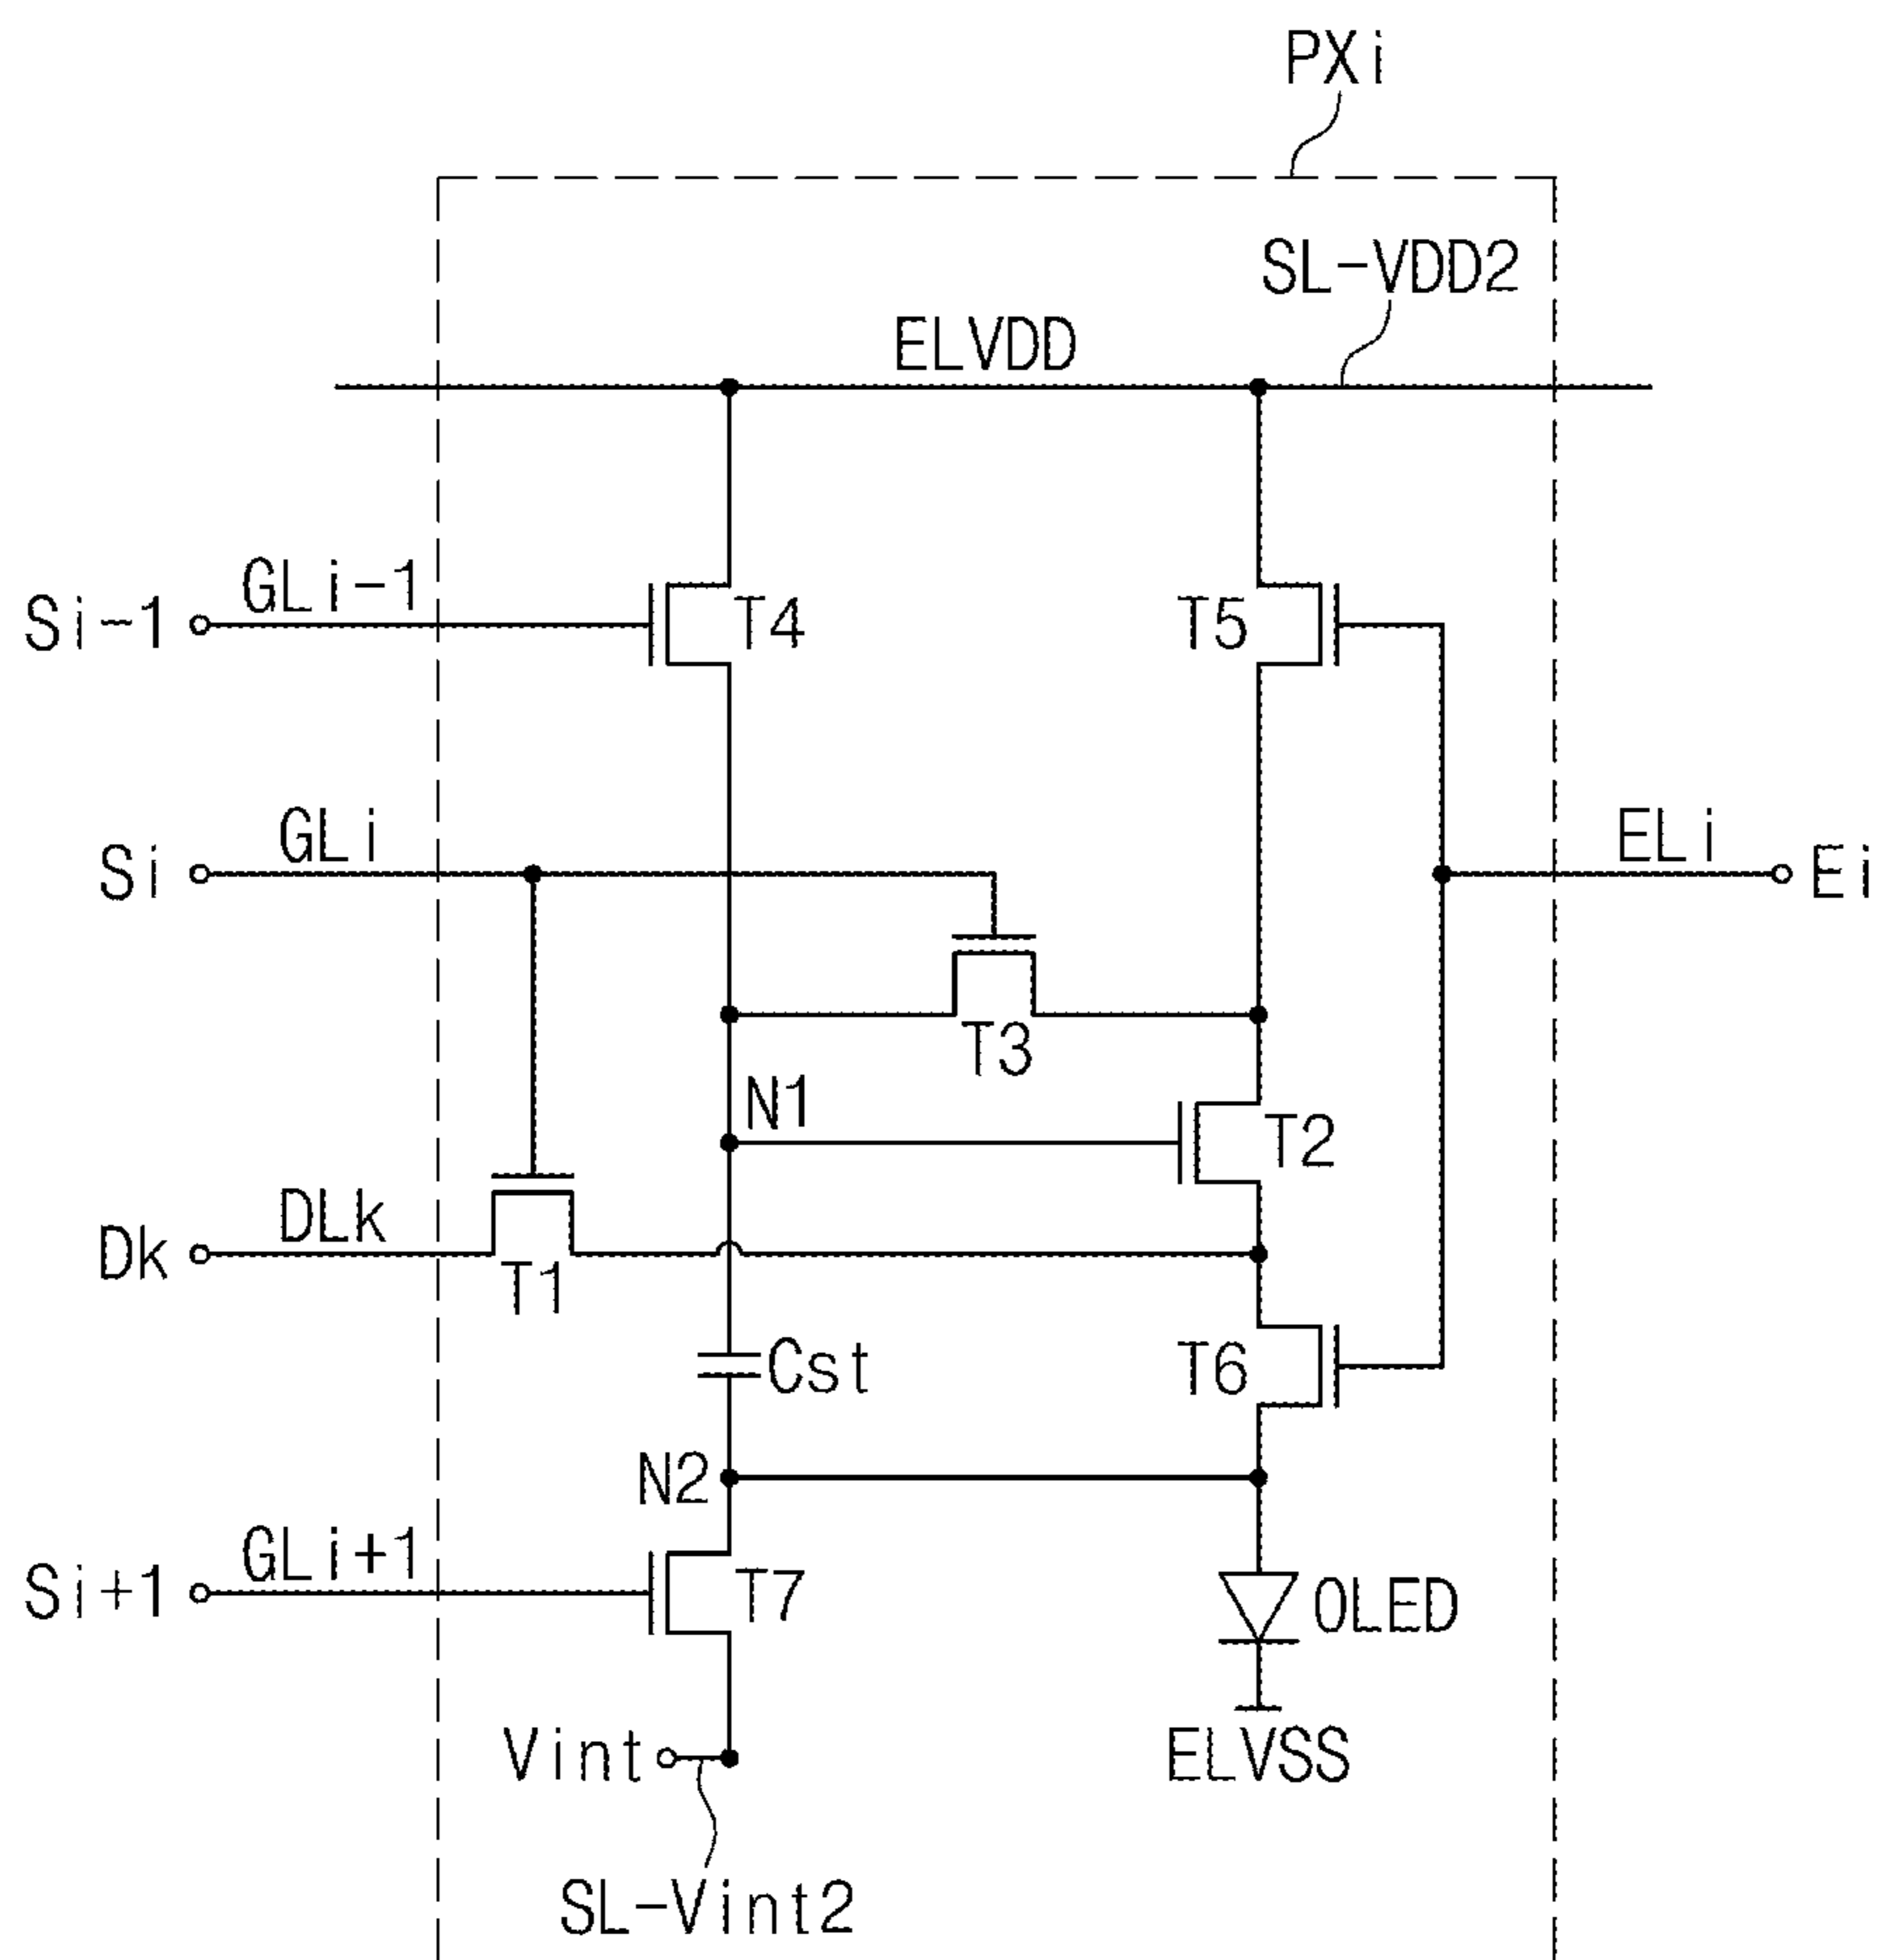 PXi
SL-VDD2
ELVDD
GLi-1
Si-1
T4
T5
GLi
Si
ELi
Ei
T3
N1
T2
DLk
Dk
T1
Cst
T6
N2
GLi+1
Si+1
T7
OLED
Vint
ELVSS
SL-Vint2